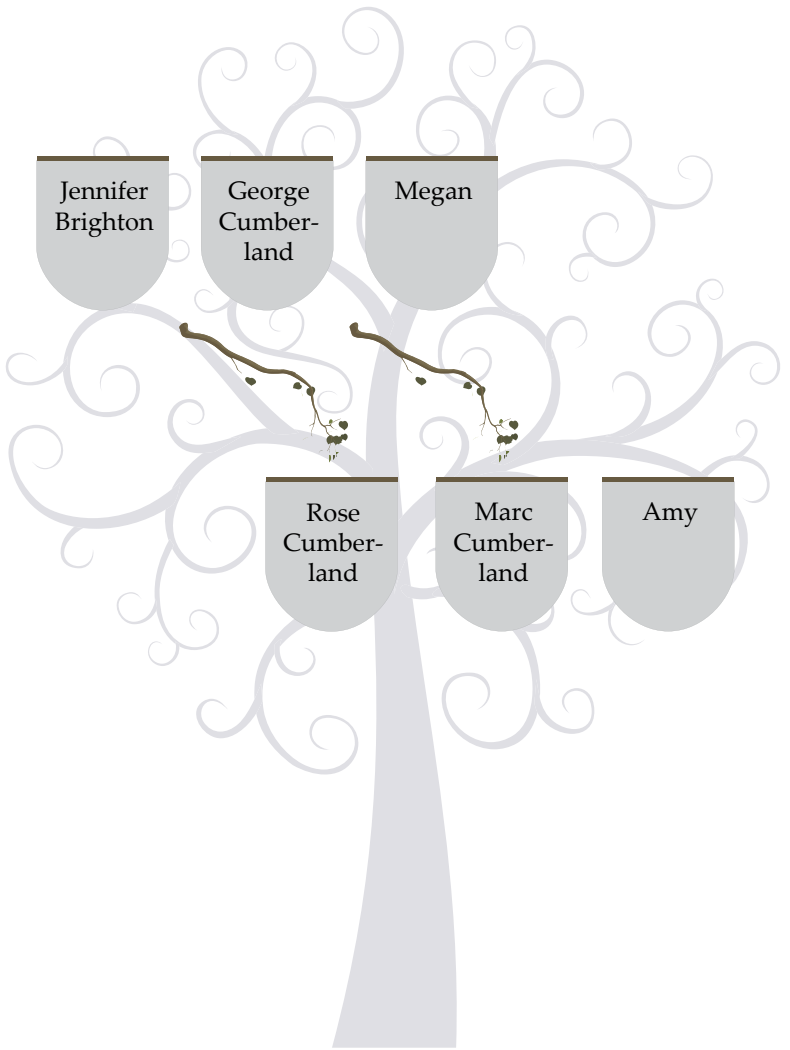 Jennifer
Brighton
George
Cumber-
land
Megan
Rose
Cumber-
land
Marc
Cumber-
land
Amy